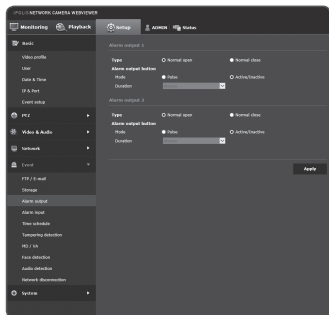 IPOLIS NETWORK CAMERA WEBVIEWER
Monitoring
Playback
Setup
ADMIN
Status
Basic
Video profile
User
Date & Time
IP & Port
Event setup
PTZ
Video & Audio
Network
Event
FTP / E-mail
Storage
Alarm output
Alarm input
Time schedule
Tampering detection
MD / VA
Face detection
Audio detection
Network disconnection
System
Alarm output 1
Type Normal open Normal close
Alarm output button
Mode Pulse Active/Inactive
Duration
Alarm output 2
Type Normal open Normal close
Alarm output button
Mode Pulse Active/Inactive
Duration
Apply